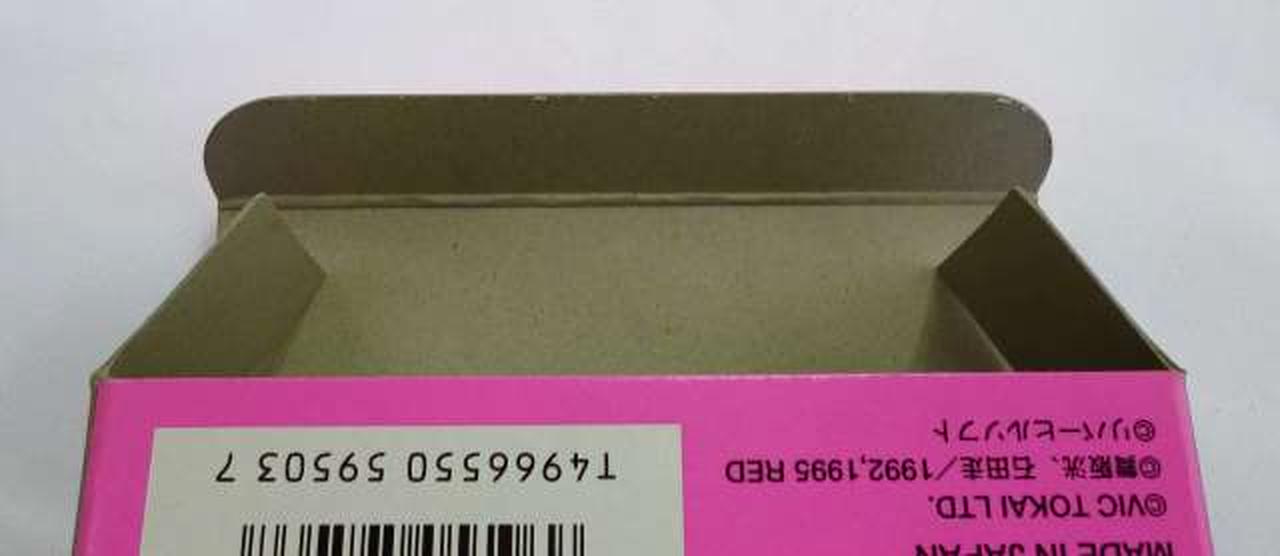 MADE IN JAPAN
©VIC TOKAI LTD.
©舞阪洸、石田走/1992,1995 RED
©リバーヒルソフト
T4966550 59503 7